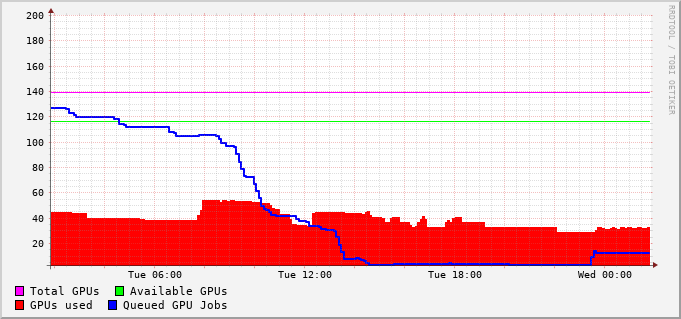 200
180
160
140
120
100
80
60
40
20
Tue 06:00 Tue 12:00 Tue 18:00 Wed 00:00
Total GPUs Available GPUs
GPUs used Queued GPU Jobs
RRDTOOL / TOBI OETIKER